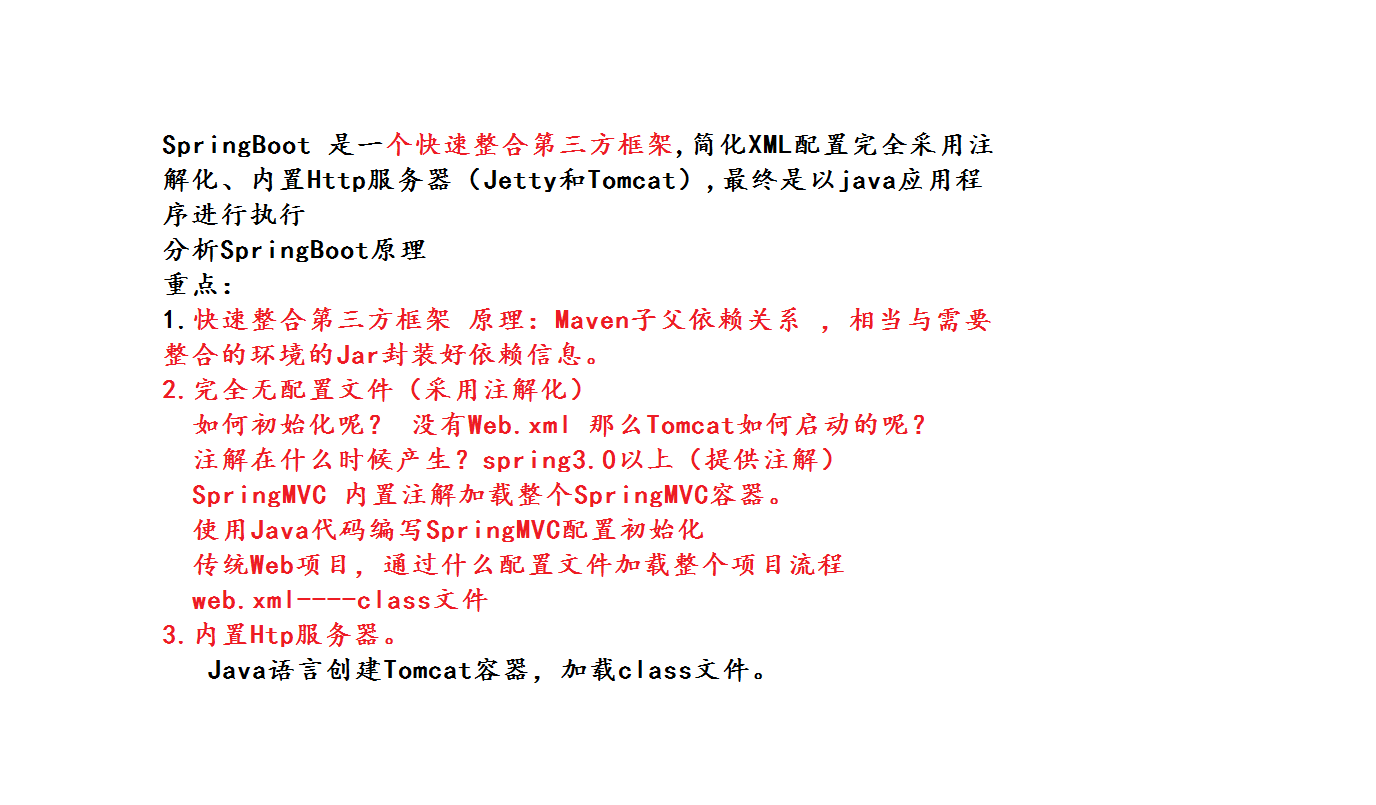 SpringBoot 是一个快速整合第三方框架,简化XML配置完全采用注
解化、内置Http服务器（Jetty和Tomcat）,最终是以java应用程
序进行执行
分析SpringBoot原理
重点：
1.快速整合第三方框架 原理：Maven子父依赖关系 ，相当与需要
整合的环境的Jar封装好依赖信息。
2.完全无配置文件（采用注解化）
如何初始化呢？ 没有Web.xml 那么Tomcat如何启动的呢？
注解在什么时候产生？spring3.0以上（提供注解）
SpringMVC 内置注解加载整个SpringMVC容器。
使用Java代码编写SpringMVC配置初始化
传统Web项目，通过什么配置文件加载整个项目流程
web.xml----class文件
3.内置Htp服务器。
Java语言创建Tomcat容器，加载class文件。